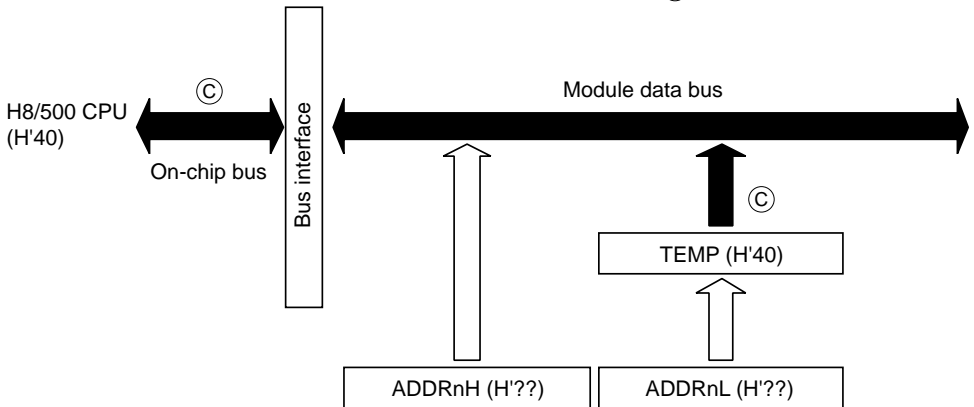 H8/500 CPU
(H'40)
Ⓒ
On-chip bus
Bus interface
Module data bus
Ⓒ
TEMP (H'40)
ADDRnH (H'??)
ADDRnL (H'??)